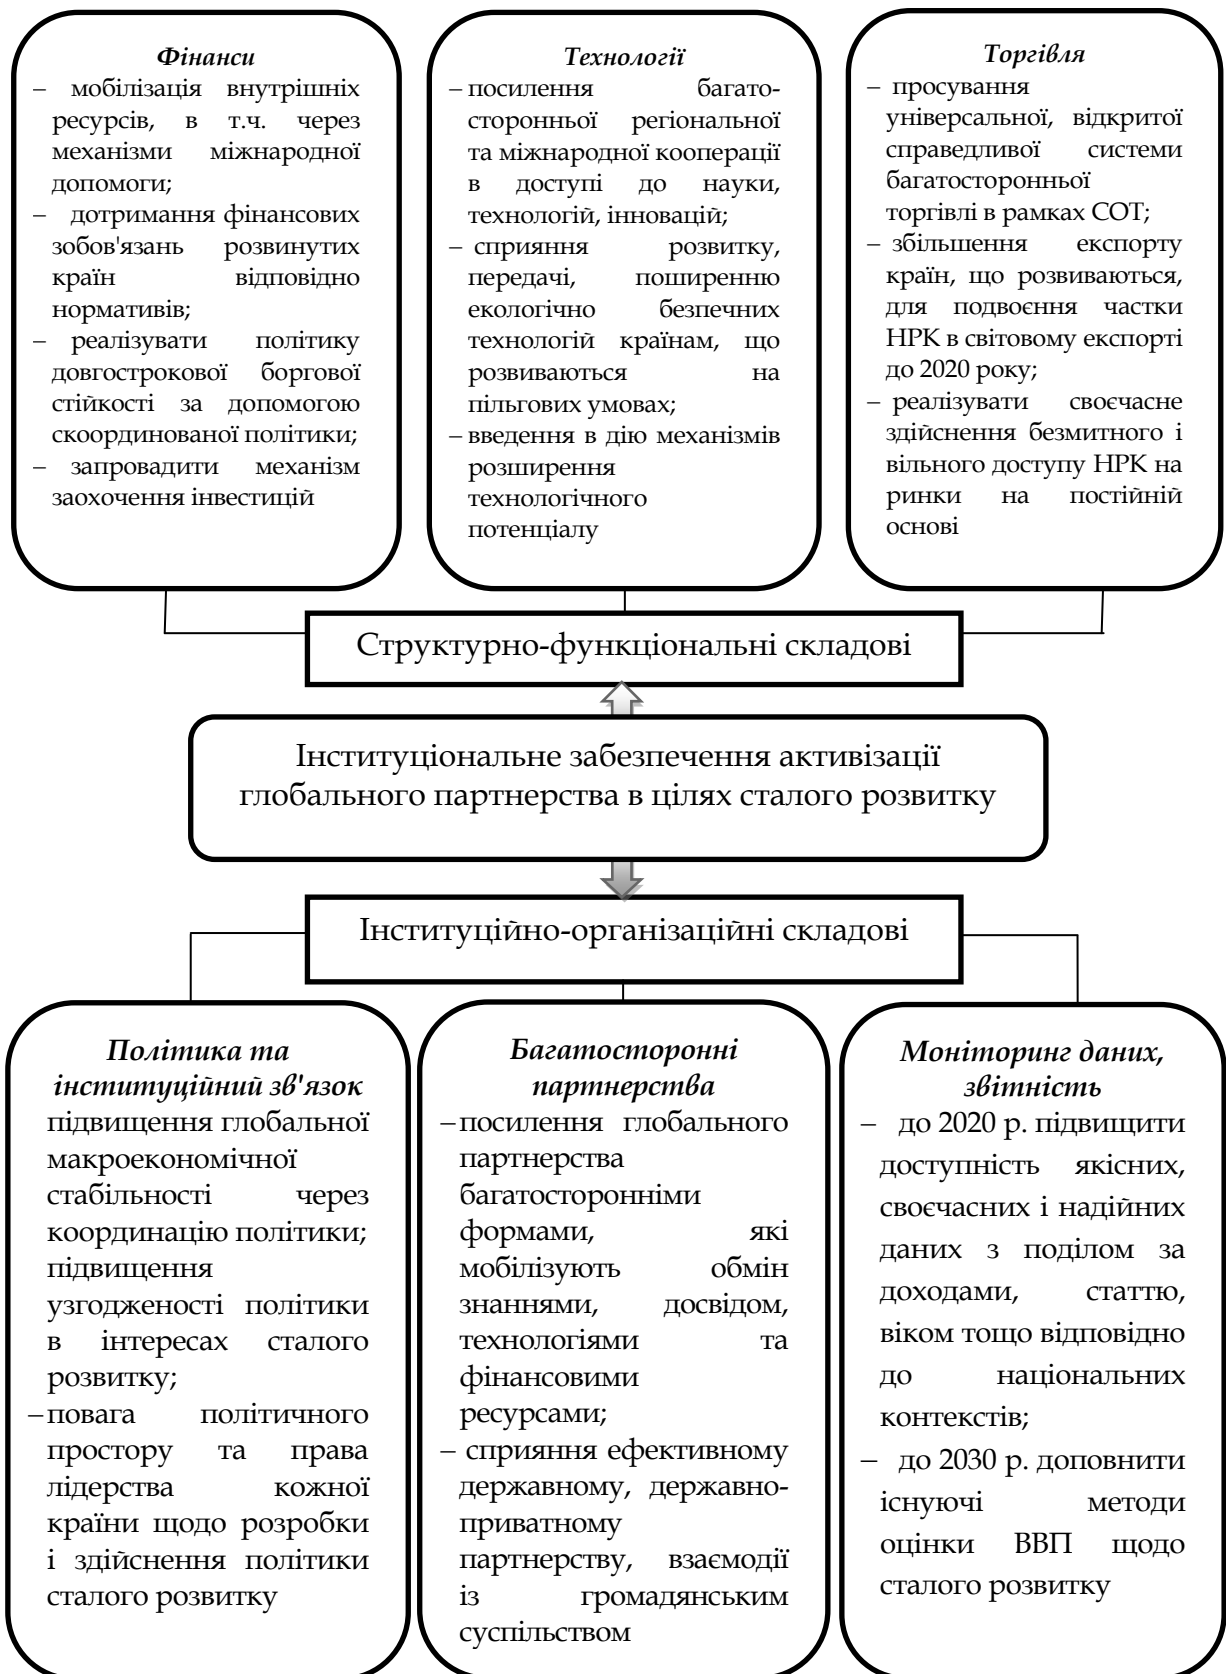 Фінанси
– мобілізація внутрішніх
ресурсів, в т.ч. через
механізми міжнародної
допомоги;
– дотримання фінансових
зобов'язань розвинутих
країн відповідно
нормативів;
– реалізувати політику
довгострокової боргової
стійкості за допомогою
скоординованої політики;
– запровадити механізм
заохочення інвестицій
Технології
– посилення багато-
сторонньої регіональної
та міжнародної кооперації
в доступі до науки,
технологій, інновацій;
– сприяння розвитку,
передачі, поширенню
екологічно безпечних
технологій країнам, що
розвиваються на
пільгових умовах;
– введення в дію механізмів
розширення
технологічного
потенціалу
Торгівля
– просування
універсальної, відкритої
справедливої системи
багатосторонньої
торгівлі в рамках СОТ;
– збільшення експорту
країн, що розвиваються,
для подвоєння частки
НРК в світовому експорті
до 2020 року;
– реалізувати своєчасне
здійснення безмитного і
вільного доступу НРК на
ринки на постійній
основі
Структурно-функціональні складові
Інституціональне забезпечення активізації
глобального партнерства в цілях сталого розвитку
Інституційно-організаційні складові
Політика та
інституційний зв'язок
підвищення глобальної
макроекономічної
стабільності через
координацію політики;
підвищення
узгодженості політики
в інтересах сталого
розвитку;
– повага політичного
простору та права
лідерства кожної
країни щодо розробки
і здійснення політики
сталого розвитку
Багатосторонні
партнерства
– посилення глобального
партнерства
багатосторонніми
формами, які
мобілізують обмін
знаннями, досвідом,
технологіями та
фінансовими
ресурсами;
– сприяння ефективному
державному, державно-
приватному
партнерству, взаємодії
із громадянським
суспільством
Моніторинг даних,
звітність
– до 2020 р. підвищити
доступність якісних,
своєчасних і надійних
даних з поділом за
доходами, статтю,
віком тощо відповідно
до національних
контекстів;
– до 2030 р. доповнити
існуючі методи
оцінки ВВП щодо
сталого розвитку